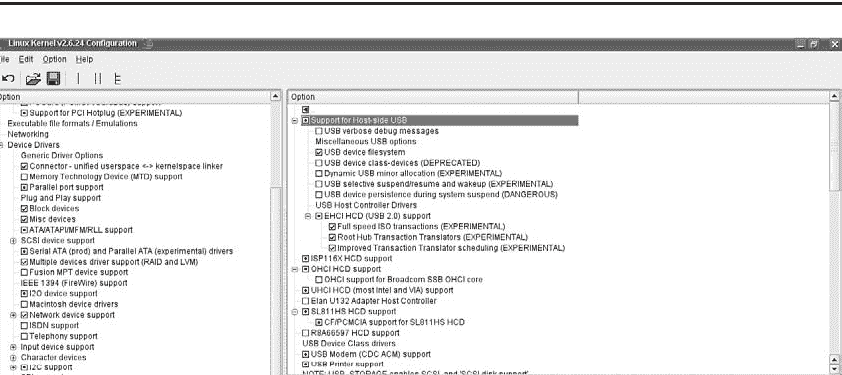 Linux Kernel v2.6.24 Configuration
File Edit Option Help
Option
Support for PCI Hotplug (EXPERIMENTAL)
Executable file formats / Emulations
Networking
Device Drivers
Generic Driver Options
Connector - unified userspace <-> kernelspace linker
Memory Technology Device (MTD) support
Parallel port support
Plug and Play support
Block devices
Misc devices
ATA/ATAPI/MFM/RLL support
SCSI device support
Serial ATA (prod) and Parallel ATA (experimental) drivers
Multiple devices driver support (RAID and LVM)
Fusion MPT device support
IEEE 1394 (FireWire) support
I2O device support
Macintosh device drivers
Network device support
ISDN support
Telephony support
Input device support
Character devices
I2C support
Option
Support for Host-side USB
USB verbose debug messages
Miscellaneous USB options
USB device filesystem
USB device class-devices (DEPRECATED)
Dynamic USB minor allocation (EXPERIMENTAL)
USB selective suspend/resume and wakeup (EXPERIMENTAL)
USB device persistence during system suspend (DANGEROUS)
USB Host Controller Drivers
EHCI HCD (USB 2.0) support
Full speed ISO transactions (EXPERIMENTAL)
Root Hub Transaction Translators (EXPERIMENTAL)
Improved Transaction Translator scheduling (EXPERIMENTAL)
ISP116X HCD support
OHCI HCD support
OHCI support for Broadcom SSB OHCI core
UHCI HCD (most Intel and VIA) support
Elan U132 Adapter Host Controller
SL811HS HCD support
CF/PCMCIA support for SL811HS HCD
R8A66597 HCD support
USB Device Class drivers
USB Modem (CDC ACM) support
USB Printer support
NOTE: USB_STORAGE enables SCSI, and 'SCSI disk support'